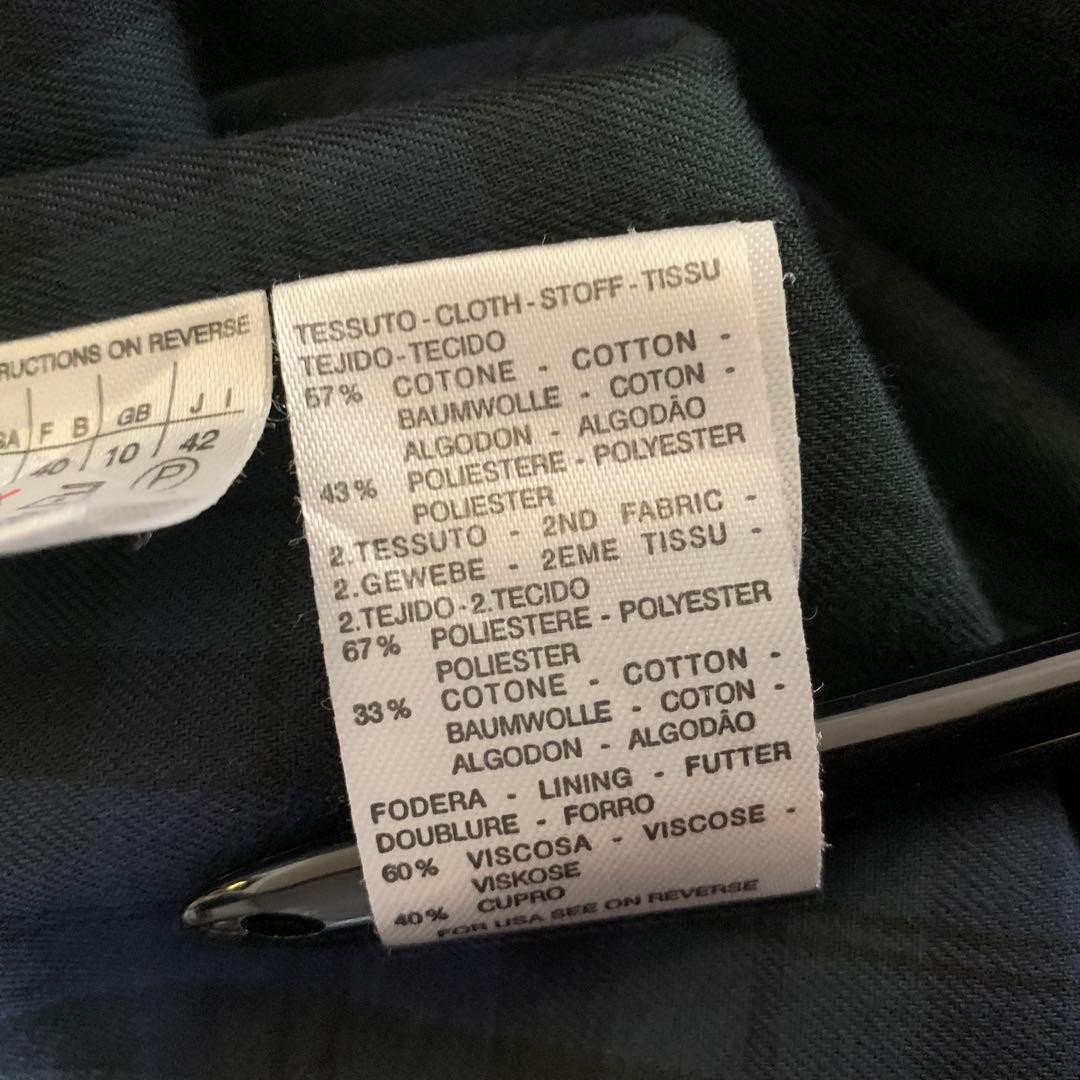 RUCTIONS ON REVERSE
SA F B GB J I
40 10 42
P
TESSUTO - CLOTH - STOFF - TISSU
TEJIDO - TECIDO
57% COTONE - COTTON -
BAUMWOLLE - COTON -
ALGODON - ALGODÃO
43% POLIESTERE - POLYESTER
POLIESTER
2.TESSUTO - 2ND FABRIC -
2.GEWEBE - 2EME TISSU -
2.TEJIDO - 2.TECIDO
67% POLIESTERE - POLYESTER
POLIESTER
33% COTONE - COTTON -
BAUMWOLLE - COTON -
ALGODON - ALGODÃO
FODERA - LINING - FUTTER
DOUBLURE - FORRO
60% VISCOSA - VISCOSE -
VISKOSE
40% CUPRO
FOR USA SEE ON REVERSE